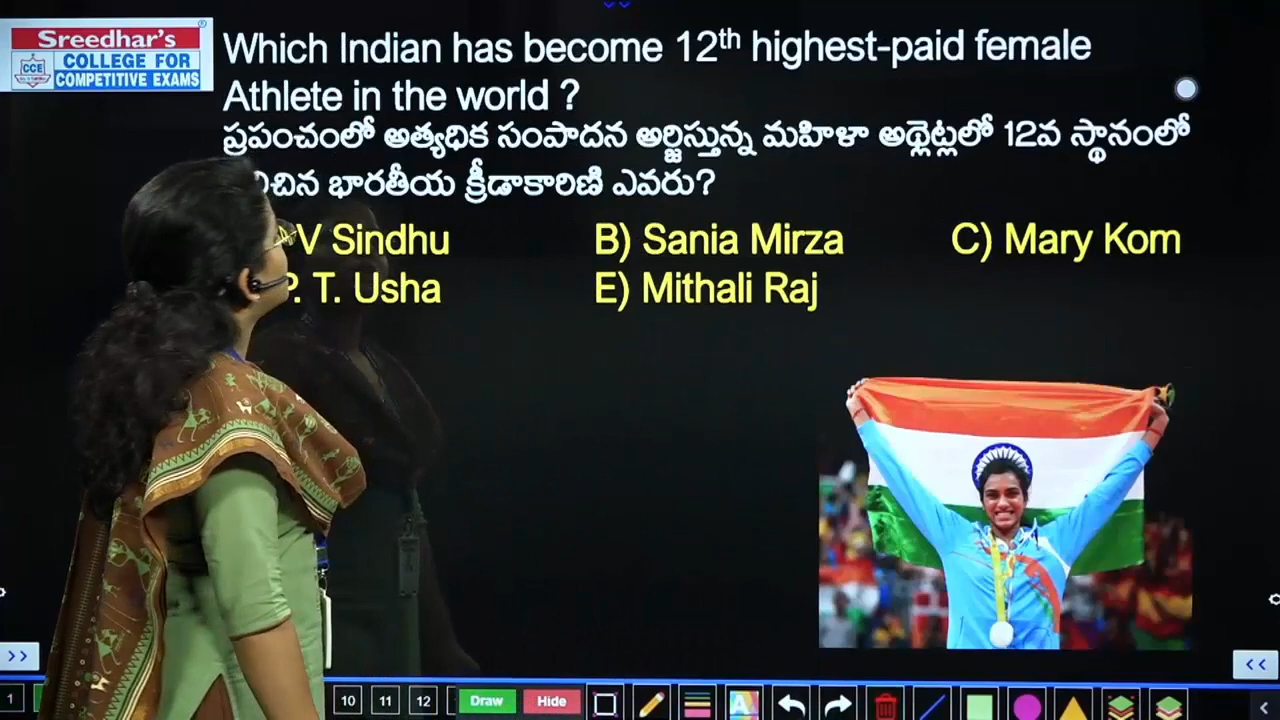 Sreedhar's
CCE
COLLEGE FOR
COMPETITIVE EXAMS
Which Indian has become 12th highest-paid female
Athlete in the world ?
ప్రపంచంలో అత్యధిక సంపాదన అర్జిస్తున్న మహిళా అథ్లెట్లలో 12వ స్థానంలో
భారతీయ క్రీడాకారిణి ఎవరు?
V Sindhu B) Sania Mirza C) Mary Kom
P. T. Usha E) Mithali Raj
>> <<
1 10 11 12 Draw Hide